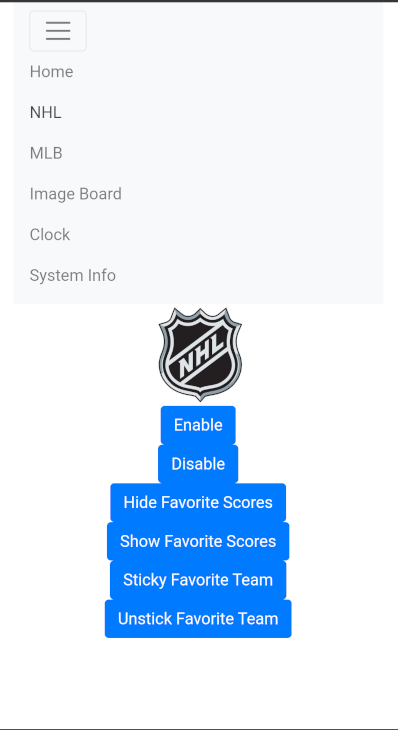 Home
NHL
MLB
Image Board
Clock
System Info
NHL
Enable
Disable
Hide Favorite Scores
Show Favorite Scores
Sticky Favorite Team
Unstick Favorite Team